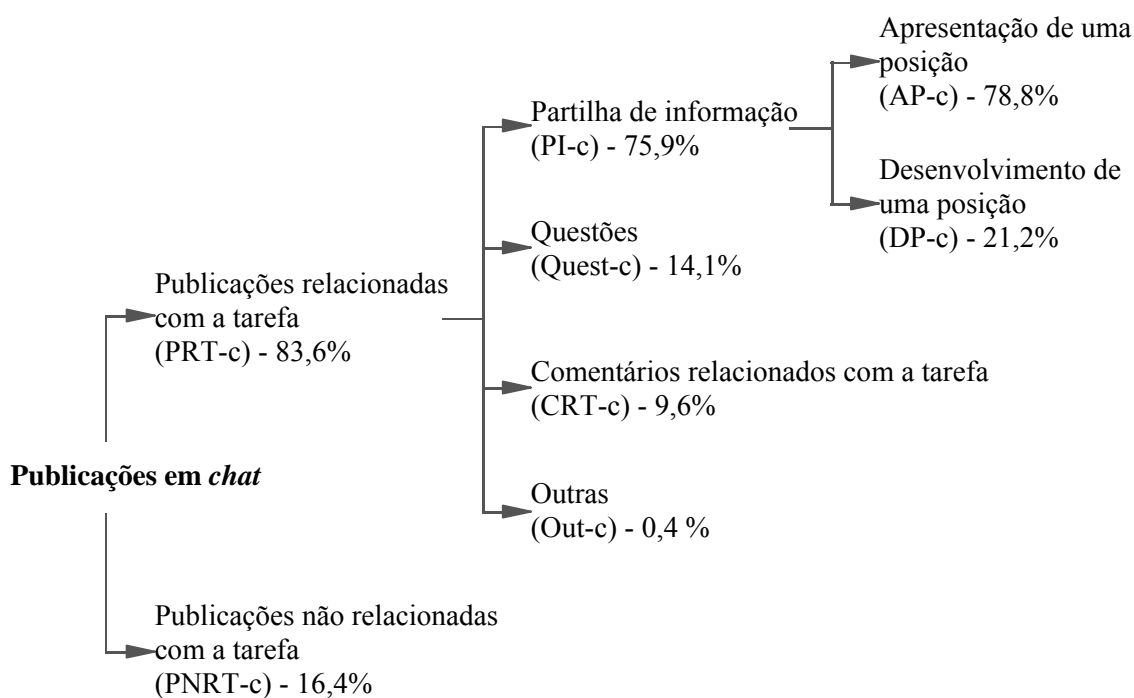 Apresentação de uma
posição
(AP-c) - 78,8%
Partilha de informação
(PI-c) - 75,9%
Desenvolvimento de
uma posição
(DP-c) - 21,2%
Questões
(Quest-c) - 14,1%
Publicações relacionadas
com a tarefa
(PRT-c) - 83,6%
Comentários relacionados com a tarefa
(CRT-c) - 9,6%
Publicações em chat
Outras
(Out-c) - 0,4 %
Publicações não relacionadas
com a tarefa
(PNRT-c) - 16,4%